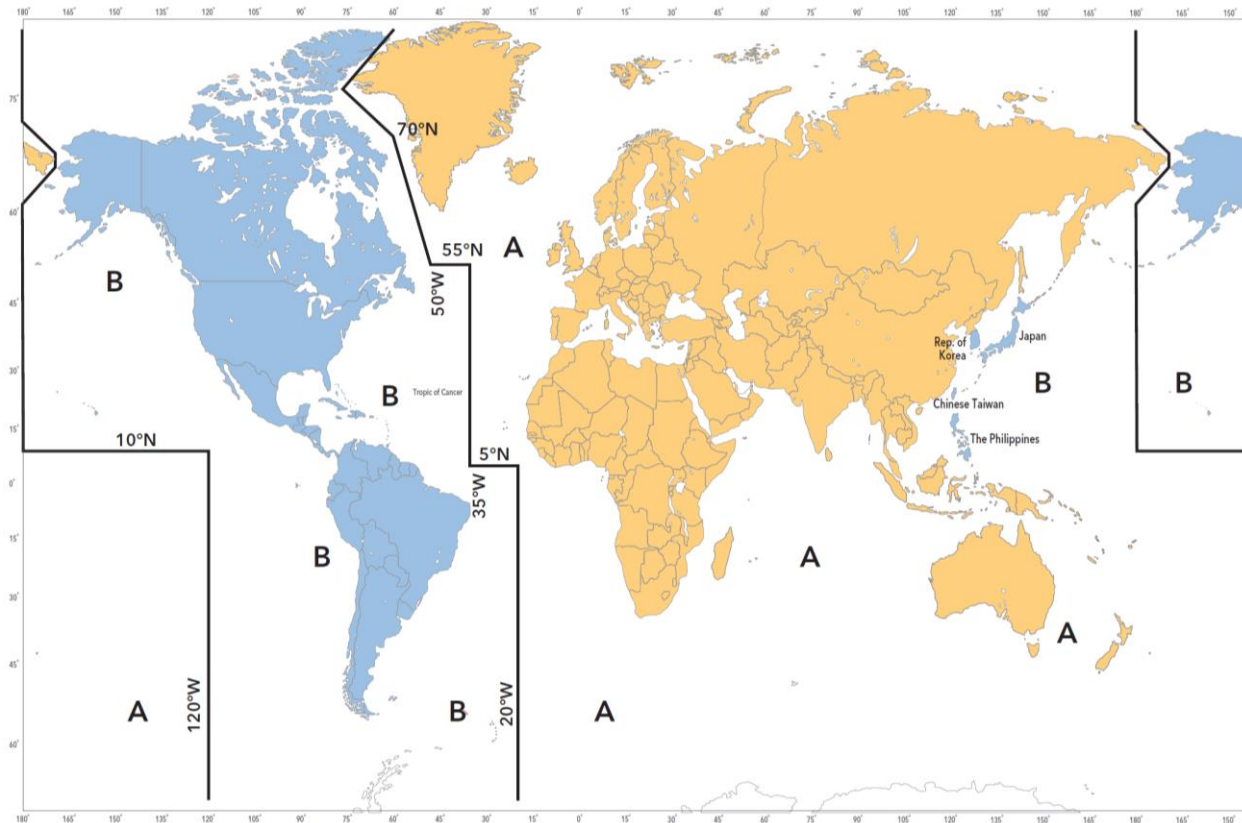 180° 165° 150° 135° 120° 105° 90° 75° 60° 45° 30° 15° 0° 15° 30° 45° 60° 75° 90° 105° 120° 135° 150° 165° 180° 165° 150°
75°
70°N
60°
A
55°N
B
50°W
45°
Japan
Rep. of
Korea
30°
B
B
B
Tropic of Cancer
Chinese Taiwan
15°
10°N
The Philippines
5°N
0°
35°W
15°
B
A
30°
A
45°
120°W
20°W
A
B
A
60°
180° 165° 150° 135° 120° 105° 90° 75° 60° 45° 30° 15° 0° 15° 30° 45° 60° 75° 90° 105° 120° 135° 150° 165° 180° 165° 150°